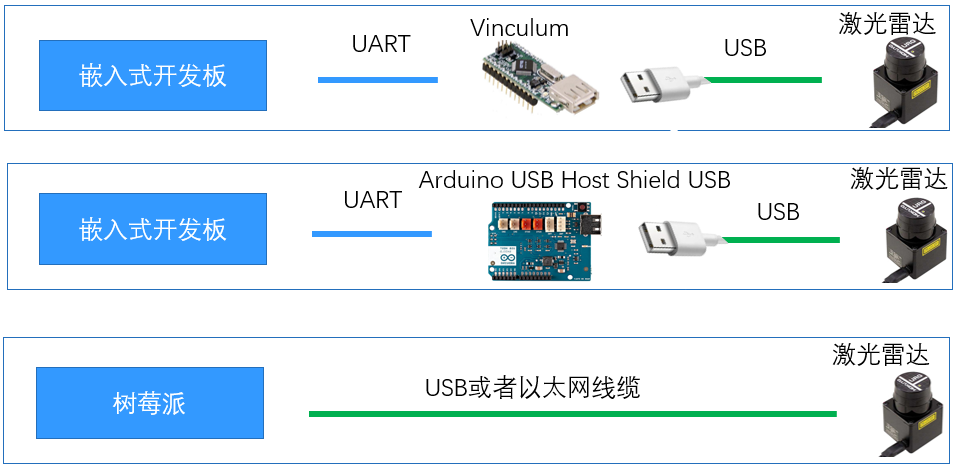 嵌入式开发板
UART
Vinculum
USB
激光雷达
嵌入式开发板
UART
Arduino USB Host Shield USB
USB
激光雷达
树莓派
USB或者以太网线缆
激光雷达